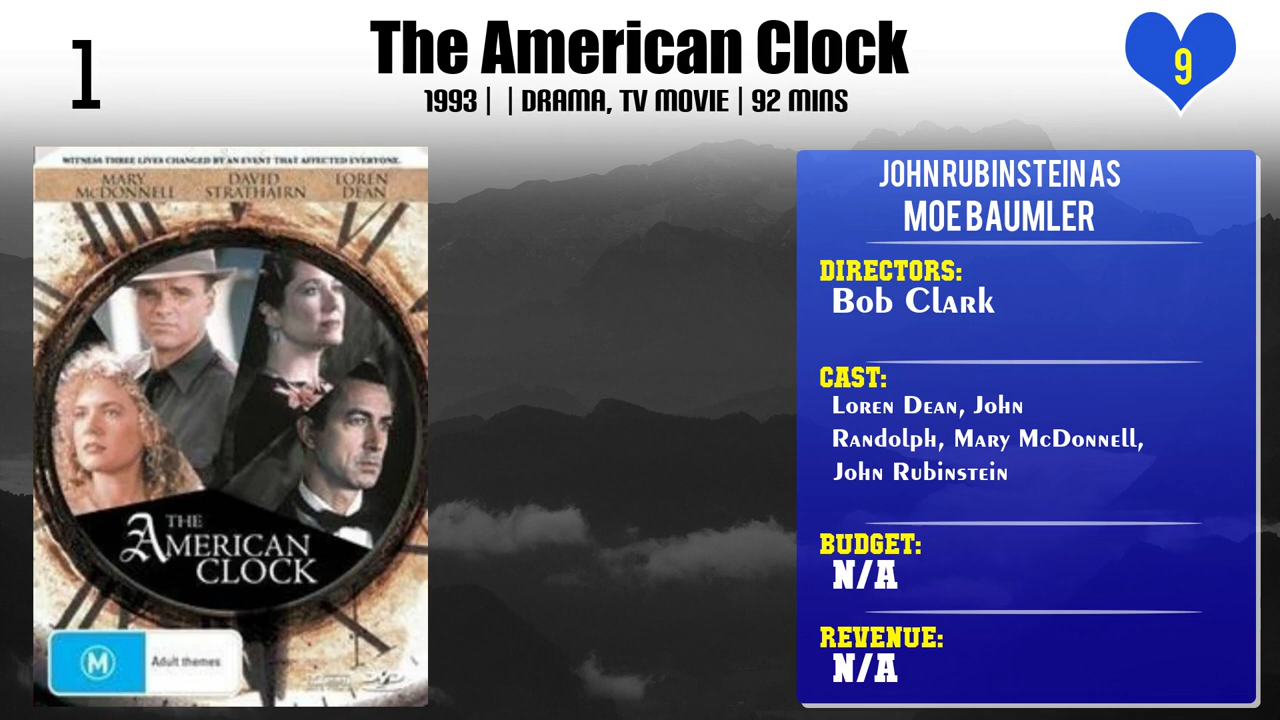 1
The American Clock
1993 | | DRAMA, TV MOVIE | 92 MINS
9
WITNESS THREE LIVES CHANGED BY AN EVENT THAT AFFECTED EVERYONE.
MARY McDONNELL
DAVID STRATHAIRN
LOREN DEAN
THE
AMERICAN
CLOCK
M
Adult themes
DVD
JOHN RUBINSTEIN AS
MOE BAUMLER
DIRECTORS:
Bob Clark
CAST:
Loren Dean, John
Randolph, Mary McDonnell,
John Rubinstein
BUDGET:
N/A
REVENUE:
N/A